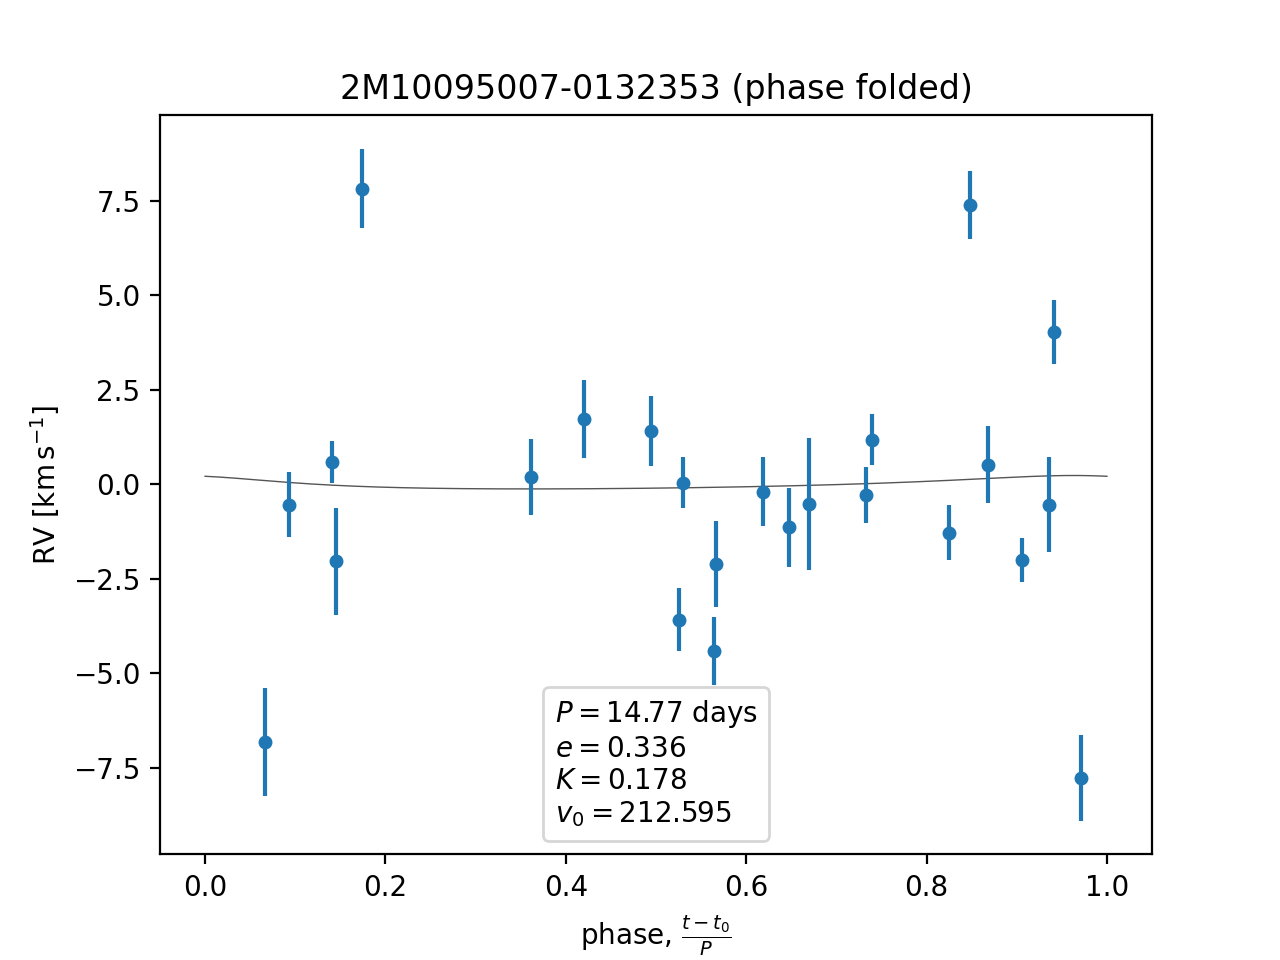 2M10095007-0132353 (phase folded)
RV [km s⁻¹]
7.5
5.0
2.5
0.0
−2.5
−5.0
−7.5
P = 14.77 days
e = 0.336
K = 0.178
v₀ = 212.595
0.0 0.2 0.4 0.6 0.8 1.0
phase, (t − t₀)/P